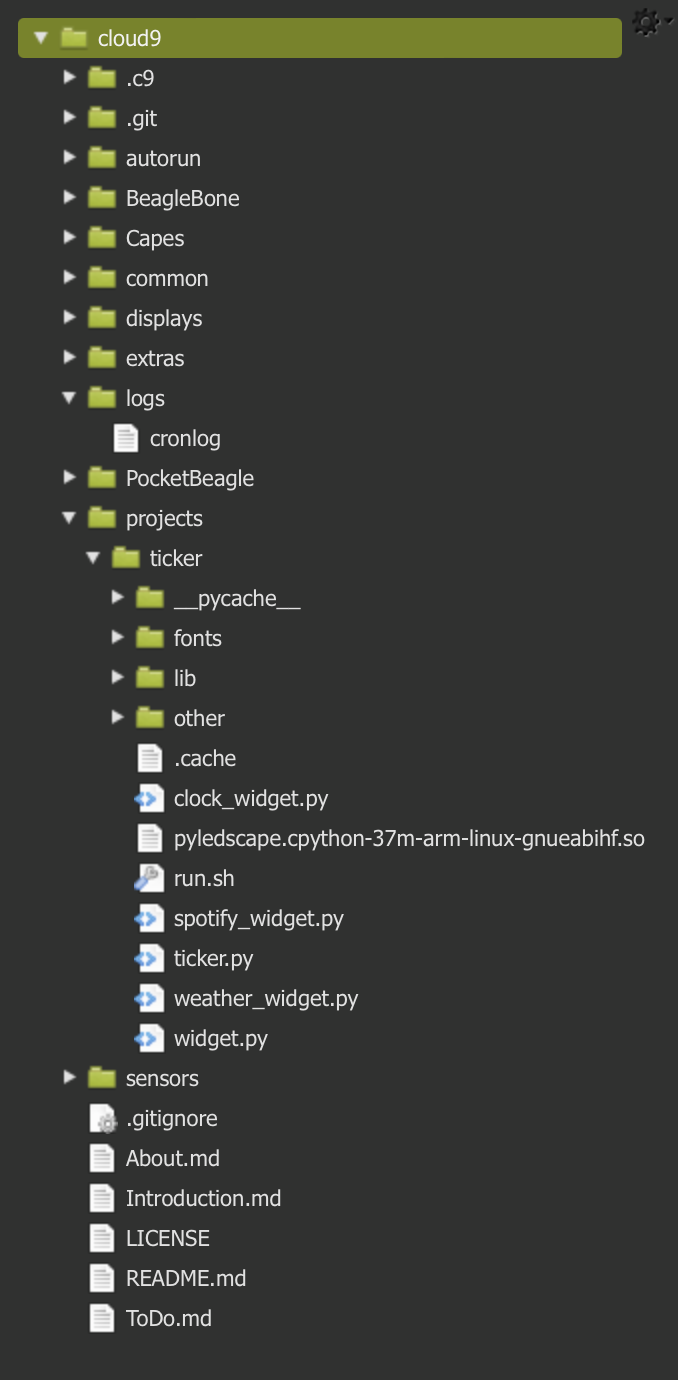 cloud9
.c9
.git
autorun
BeagleBone
Capes
common
displays
extras
logs
cronlog
PocketBeagle
projects
ticker
__pycache__
fonts
lib
other
.cache
clock_widget.py
pyledscape.cpython-37m-arm-linux-gnueabihf.so
run.sh
spotify_widget.py
ticker.py
weather_widget.py
widget.py
sensors
.gitignore
About.md
Introduction.md
LICENSE
README.md
ToDo.md